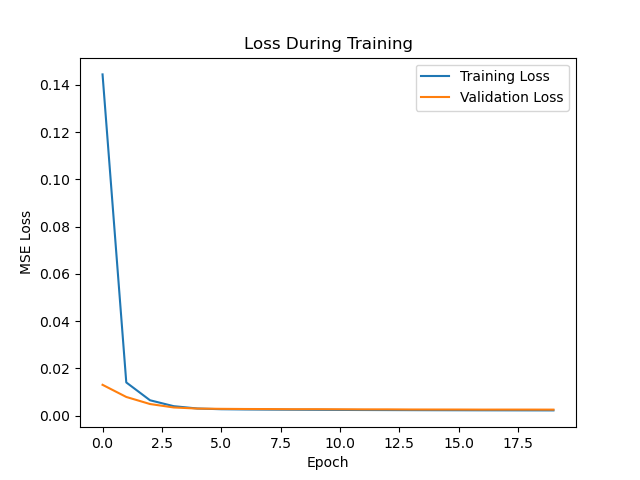 Loss During Training
Training Loss
Validation Loss
MSE Loss
0.14
0.12
0.10
0.08
0.06
0.04
0.02
0.00
0.0 2.5 5.0 7.5 10.0 12.5 15.0 17.5
Epoch